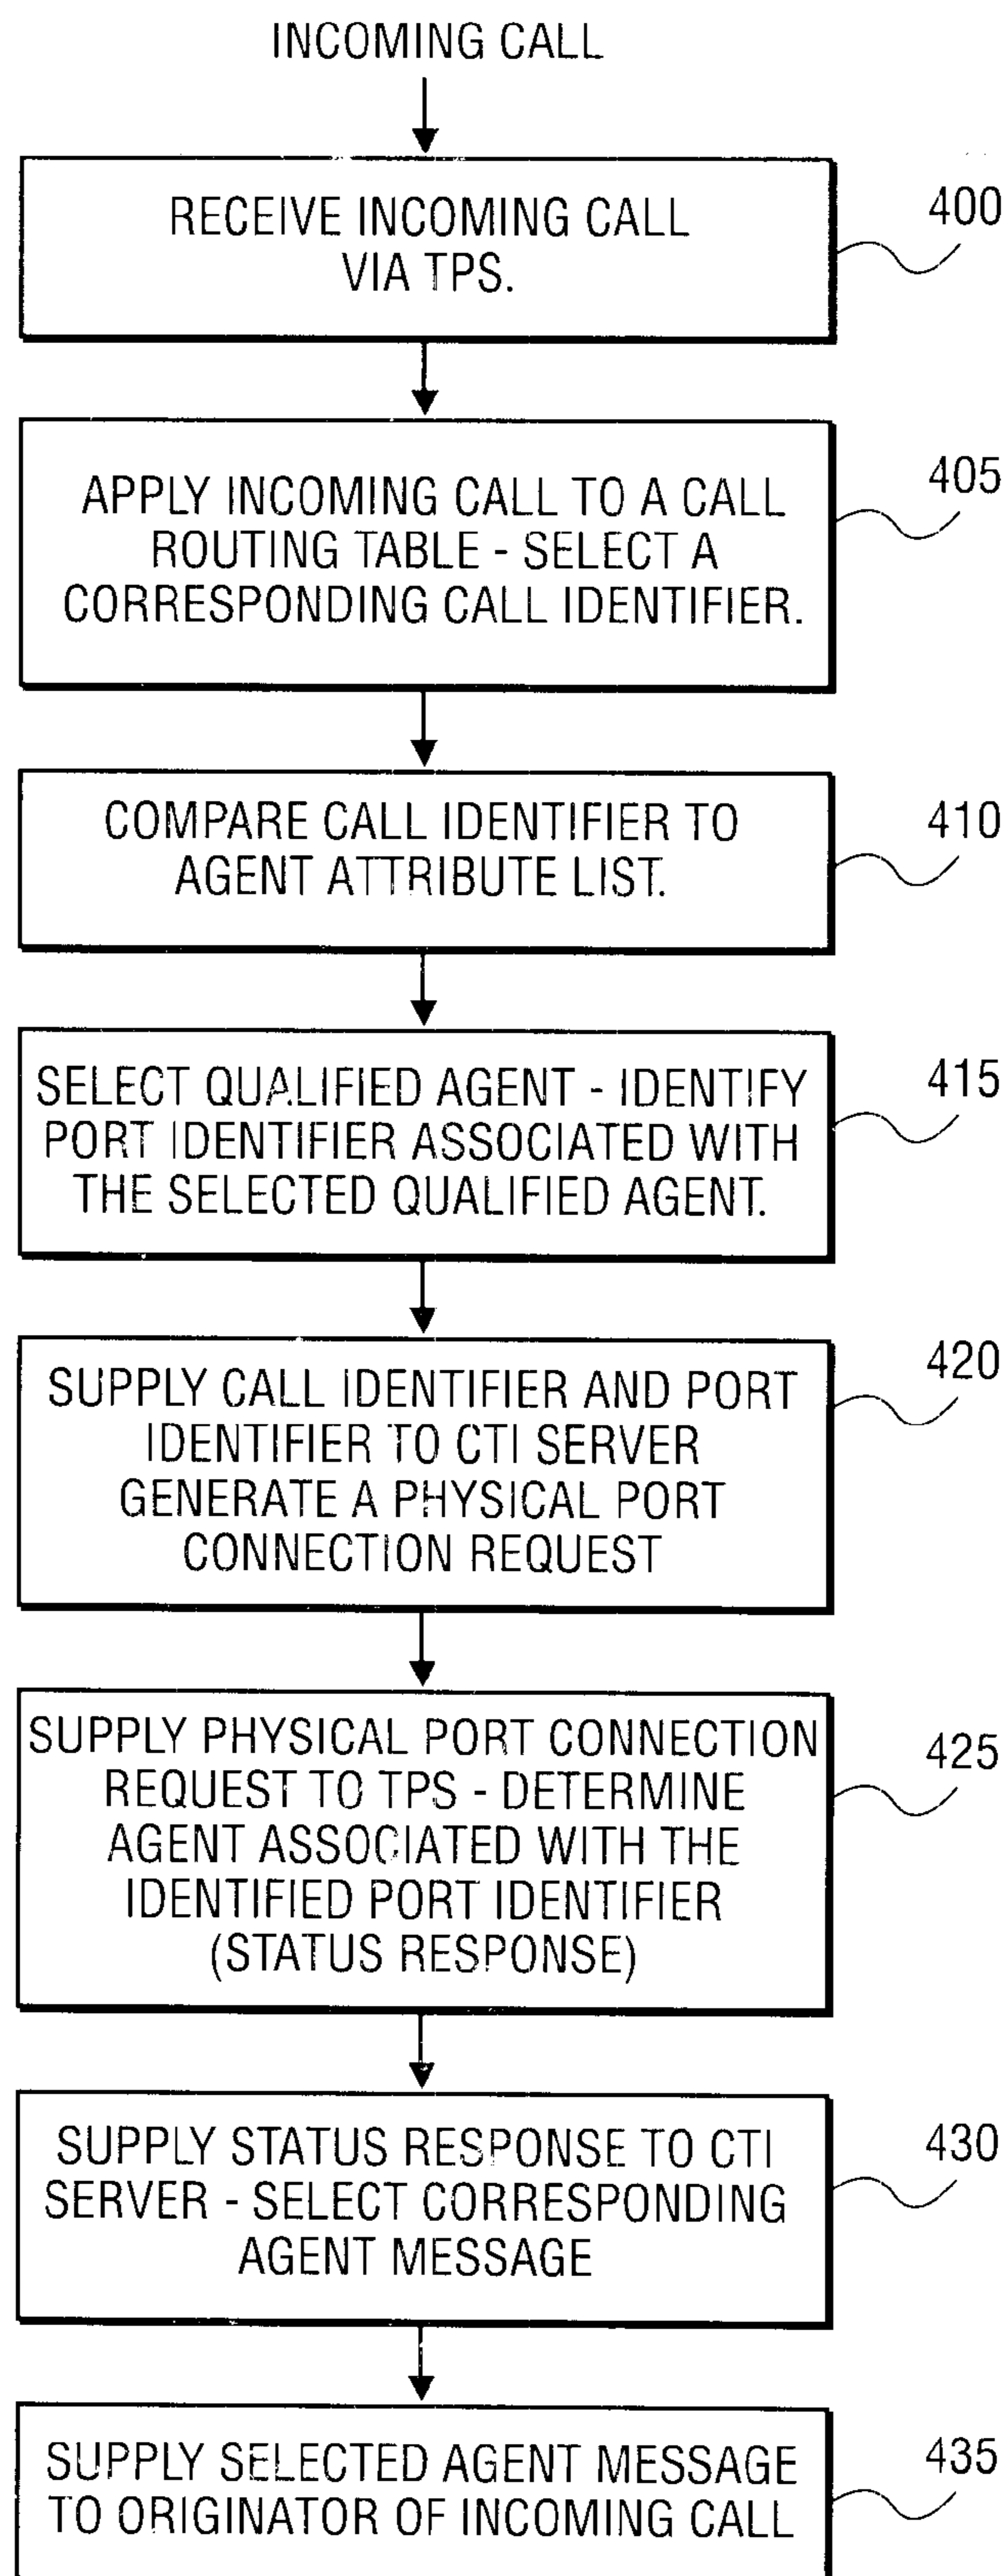 INCOMING CALL
RECEIVE INCOMING CALL
VIA TPS.
400
APPLY INCOMING CALL TO A CALL
ROUTING TABLE - SELECT A
CORRESPONDING CALL IDENTIFIER.
405
COMPARE CALL IDENTIFIER TO
AGENT ATTRIBUTE LIST.
410
SELECT QUALIFIED AGENT - IDENTIFY
PORT IDENTIFIER ASSOCIATED WITH
THE SELECTED QUALIFIED AGENT.
415
SUPPLY CALL IDENTIFIER AND PORT
IDENTIFIER TO CTI SERVER
GENERATE A PHYSICAL PORT
CONNECTION REQUEST
420
SUPPLY PHYSICAL PORT CONNECTION
REQUEST TO TPS - DETERMINE
AGENT ASSOCIATED WITH THE
IDENTIFIED PORT IDENTIFIER
(STATUS RESPONSE)
425
SUPPLY STATUS RESPONSE TO CTI
SERVER - SELECT CORRESPONDING
AGENT MESSAGE
430
SUPPLY SELECTED AGENT MESSAGE
TO ORIGINATOR OF INCOMING CALL
435